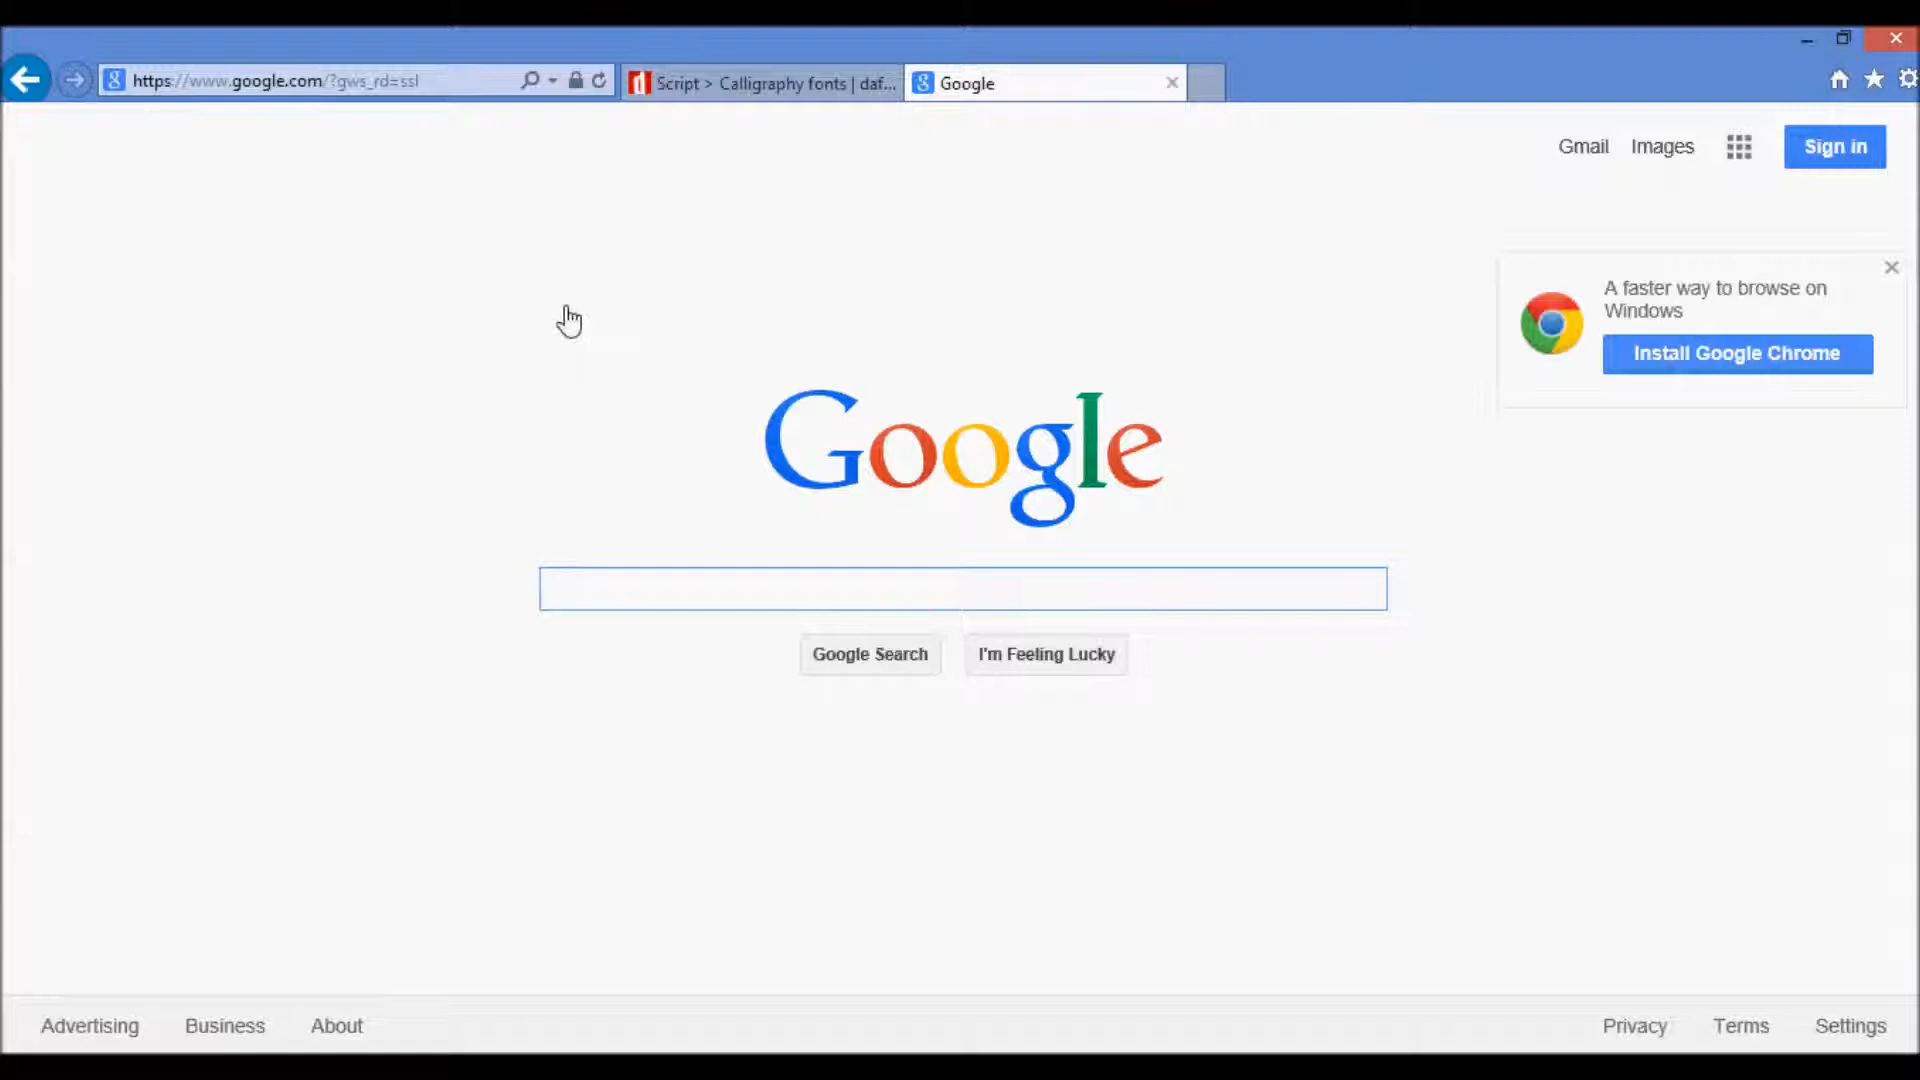 https://www.google.com/?gws_rd=ssl
Script > Calligraphy fonts | daf...
Google
Gmail
Images
Sign in
A faster way to browse on
Windows
Install Google Chrome
Google
Google Search
I'm Feeling Lucky
Advertising
Business
About
Privacy
Terms
Settings